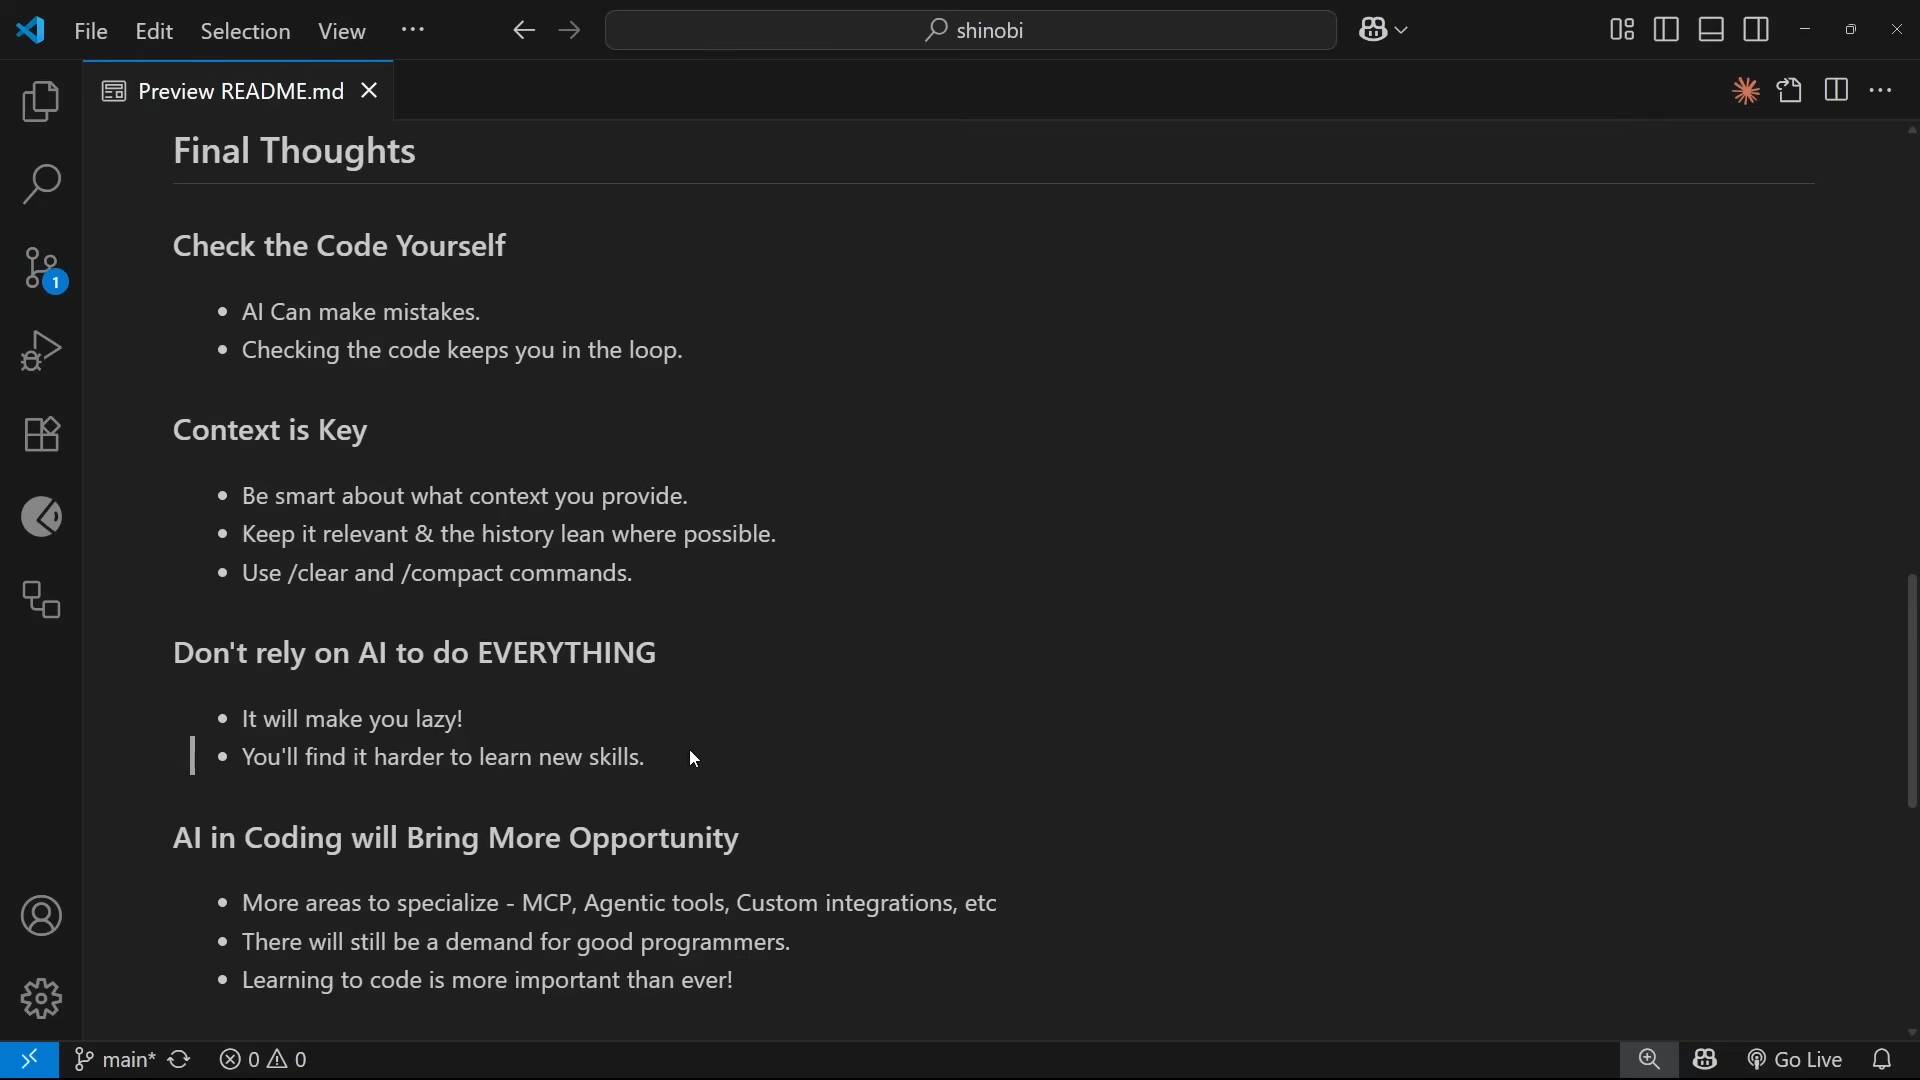 File Edit Selection View ··· shinobi
Preview README.md
Final Thoughts
Check the Code Yourself
• AI Can make mistakes.
• Checking the code keeps you in the loop.
Context is Key
• Be smart about what context you provide.
• Keep it relevant & the history lean where possible.
• Use /clear and /compact commands.
Don't rely on AI to do EVERYTHING
• It will make you lazy!
• You'll find it harder to learn new skills.
AI in Coding will Bring More Opportunity
• More areas to specialize - MCP, Agentic tools, Custom integrations, etc
• There will still be a demand for good programmers.
• Learning to code is more important than ever!
1
main* 0 0 Go Live